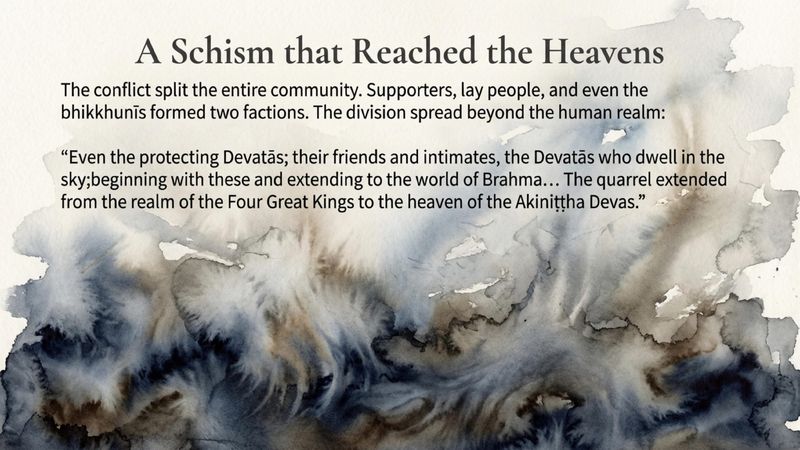 A Schism that Reached the Heavens
The conflict split the entire community. Supporters, lay people, and even the
bhikkhunīs formed two factions. The division spread beyond the human realm:
“Even the protecting Devatās; their friends and intimates, the Devatās who dwell in the
sky;beginning with these and extending to the world of Brahma… The quarrel extended
from the realm of the Four Great Kings to the heaven of the Akiniṭṭha Devas.”